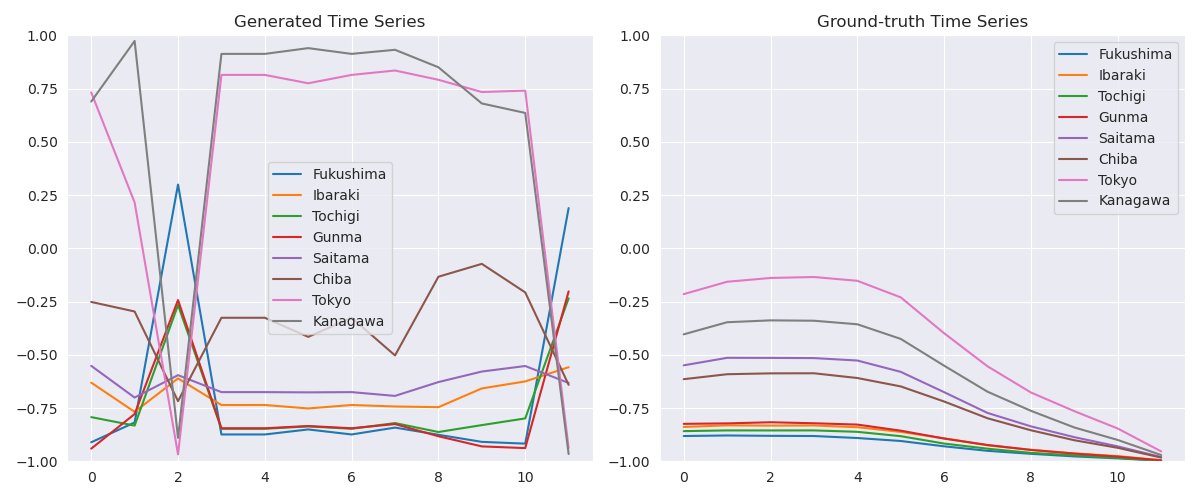 Generated Time Series
1.00
0.75
0.50
0.25
0.00
−0.25
−0.50
−0.75
−1.00
0 2 4 6 8 10
Fukushima
Ibaraki
Tochigi
Gunma
Saitama
Chiba
Tokyo
Kanagawa
Ground-truth Time Series
1.00
0.75
0.50
0.25
0.00
−0.25
−0.50
−0.75
−1.00
0 2 4 6 8 10
Fukushima
Ibaraki
Tochigi
Gunma
Saitama
Chiba
Tokyo
Kanagawa